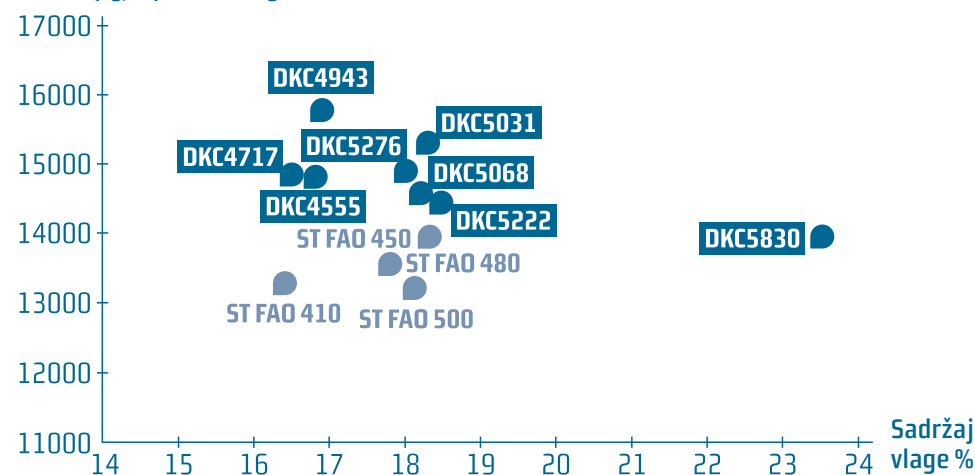 17000
16000
15000
14000
13000
12000
11000
DKC4943
DKC5031
DKC5276
DKC4717
DKC5068
DKC4555
DKC5222
ST FAO 450
DKC5830
ST FAO 480
ST FAO 410
ST FAO 500
14 15 16 17 18 19 20 21 22 23 24
Sadržaj
vlage %